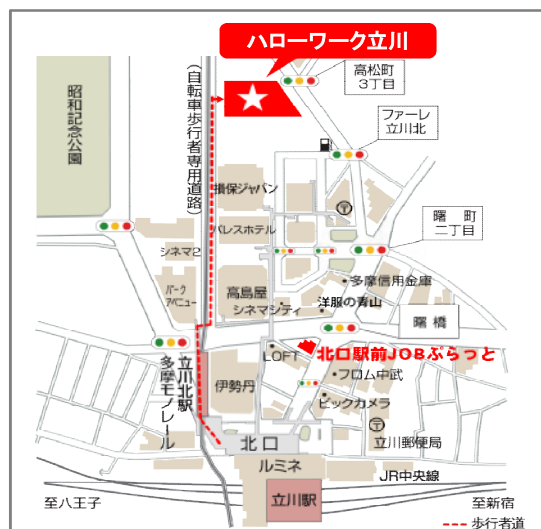 ハローワーク立川
高松町
3丁目
ファーレ
立川北
昭和記念公園
(自転車歩行者専用道路)
損保ジャパン
パレスホテル
曙 町
二丁目
シネマ2
パーク
アベニュー
高島屋
シネマシティ
多摩信用金庫
洋服の青山
曙 橋
LOFT
北口駅前JOBぷらっと
立川北駅
多摩モノレール
伊勢丹
フロム中武
ビックカメラ
立川郵便局
北 口
ルミネ
JR中央線
立川駅
至八王子
至新宿
歩行者道